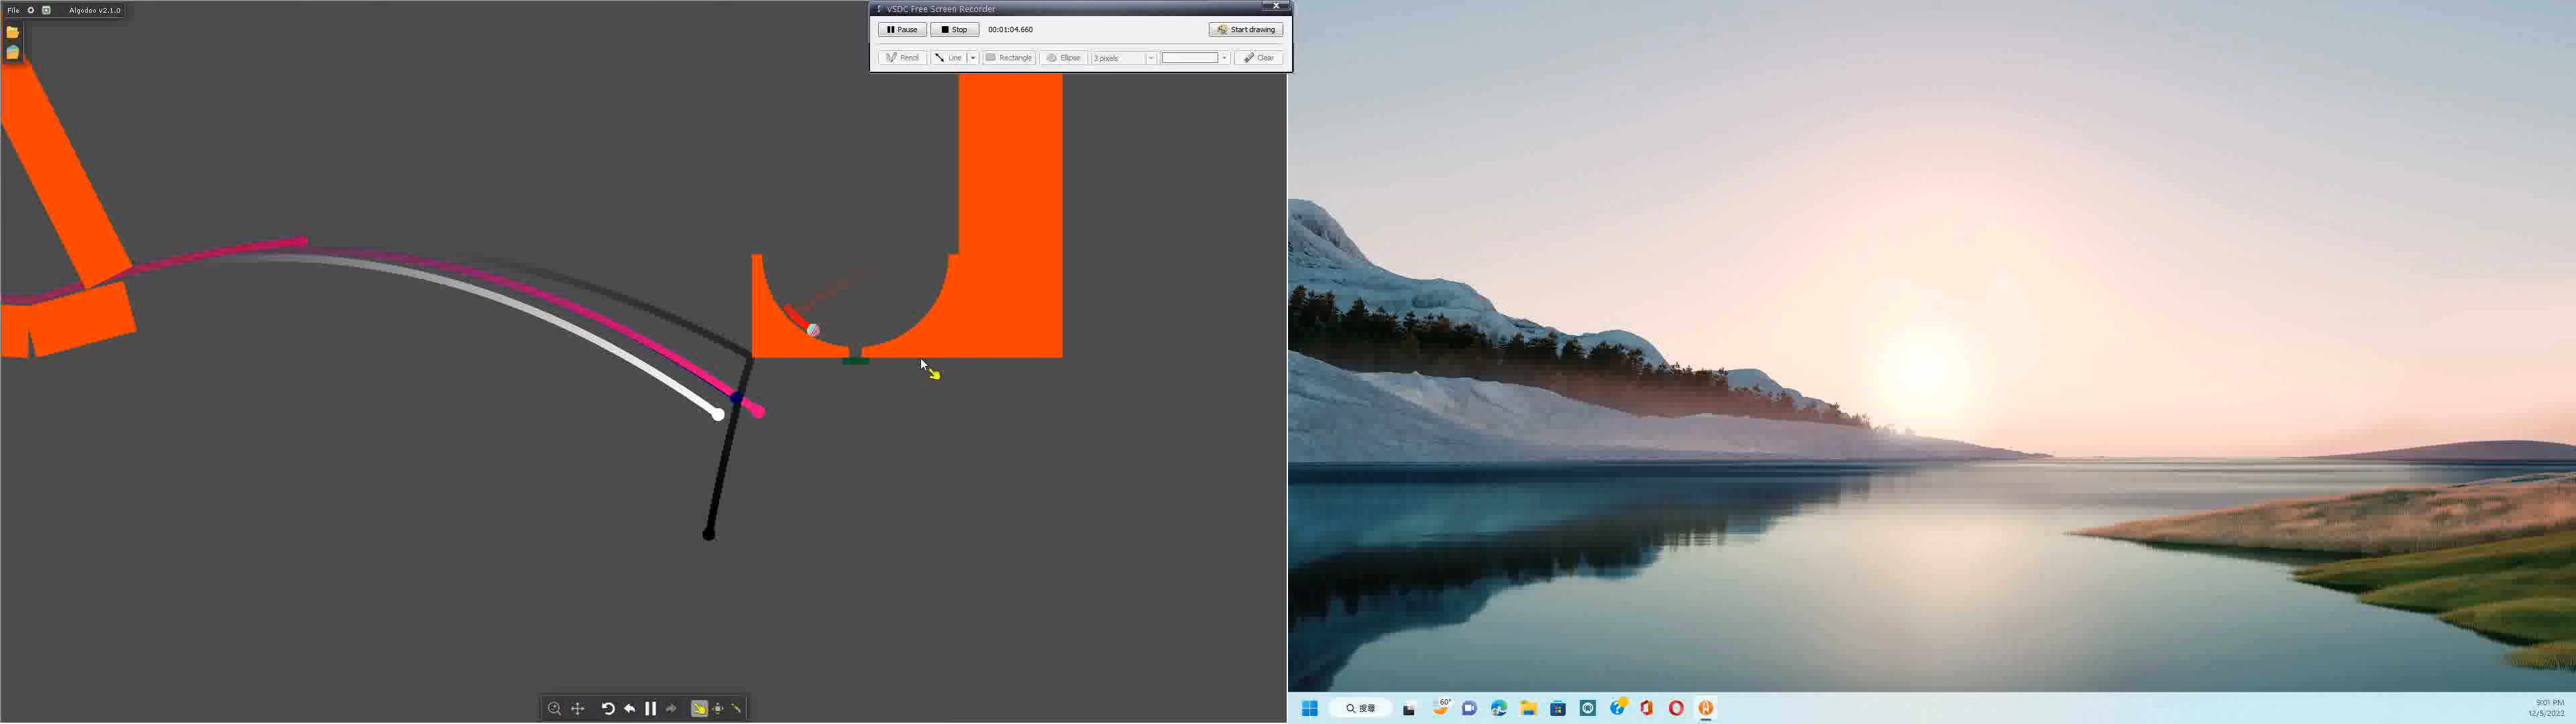 File Algodoo v2.1.0
VSDC Free Screen Recorder
Pause Stop 00:01:04.660 Start drawing
Pencil Line Rectangle Ellipse 3 pixels Clear
搜尋
60°
9:01 PM
12/5/2022